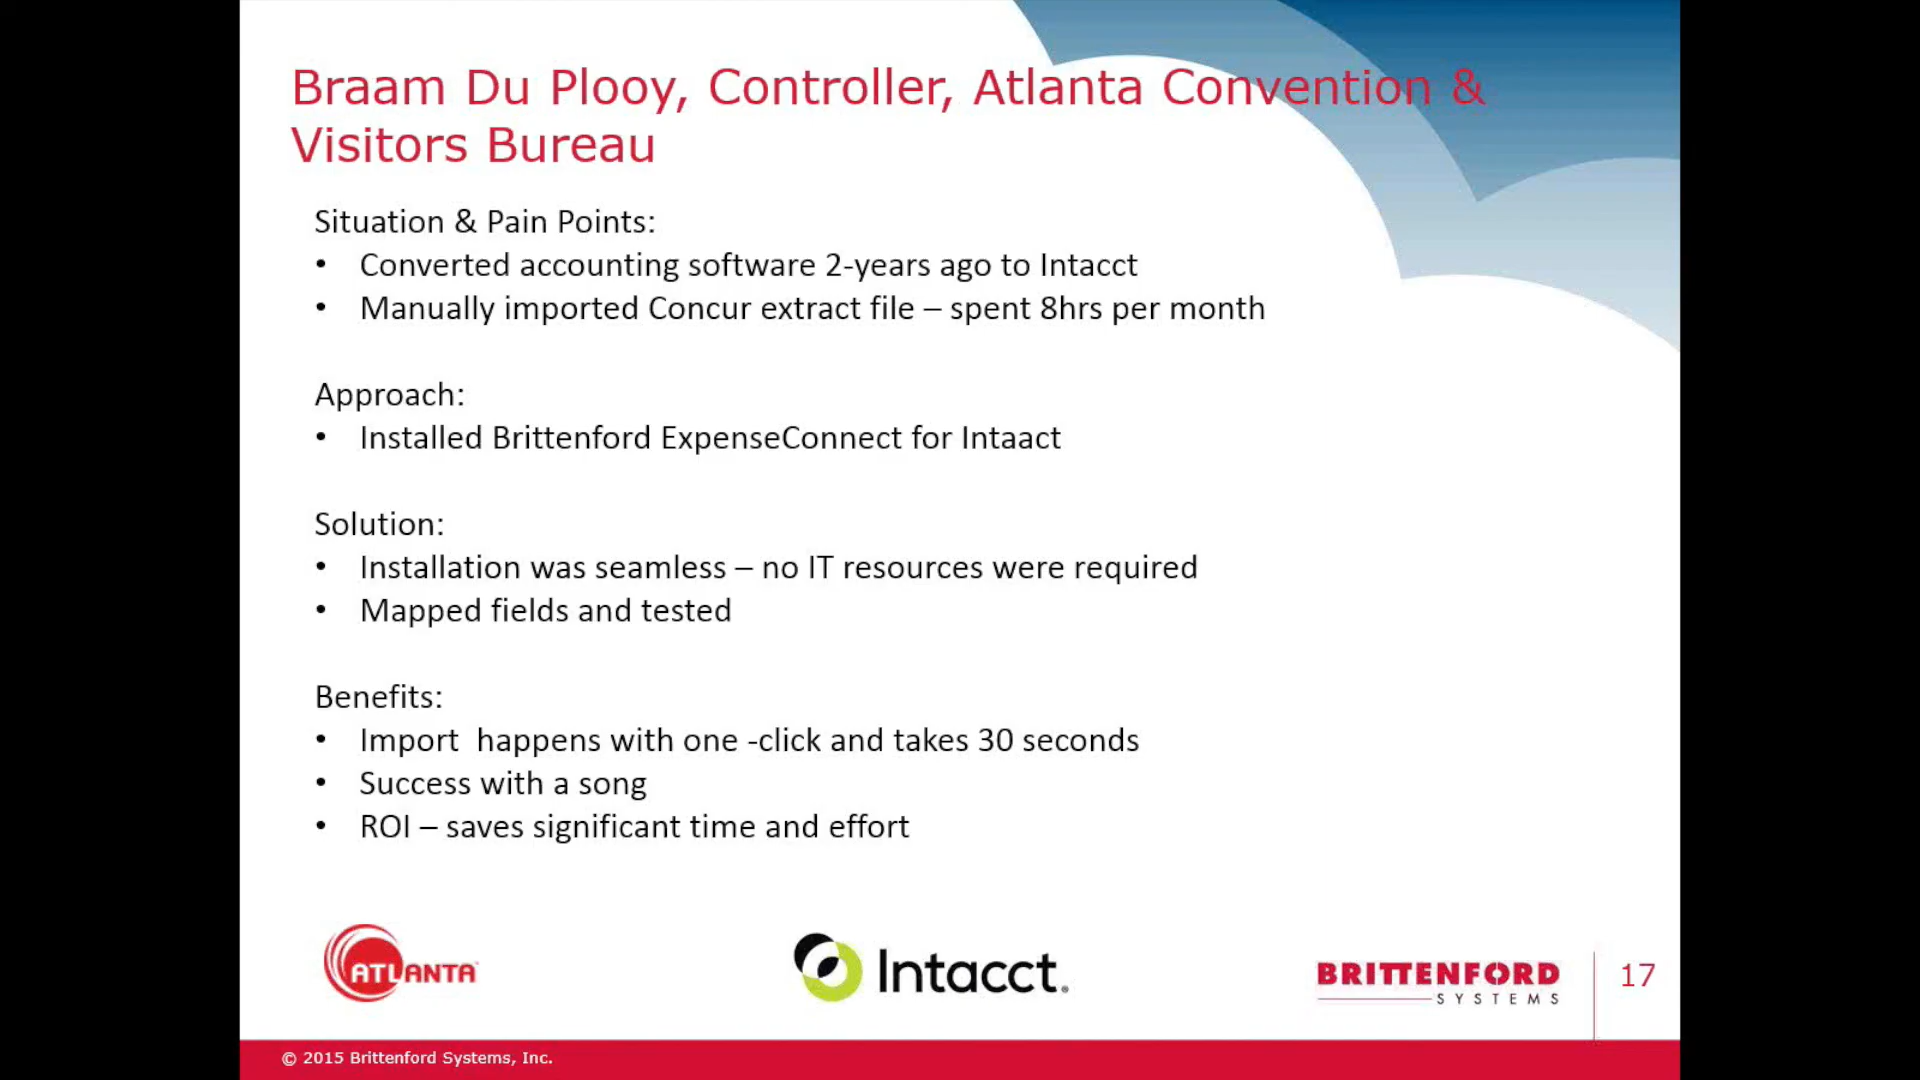 Braam Du Plooy, Controller, Atlanta Convention &
Visitors Bureau
Situation & Pain Points:
• Converted accounting software 2-years ago to Intacct
• Manually imported Concur extract file – spent 8hrs per month
Approach:
• Installed Brittenford ExpenseConnect for Intaact
Solution:
• Installation was seamless – no IT resources were required
• Mapped fields and tested
Benefits:
• Import  happens with one -click and takes 30 seconds
• Success with a song
• ROI – saves significant time and effort
ATLANTA
Intacct.
BRITTENFORD
SYSTEMS
17
© 2015 Brittenford Systems, Inc.